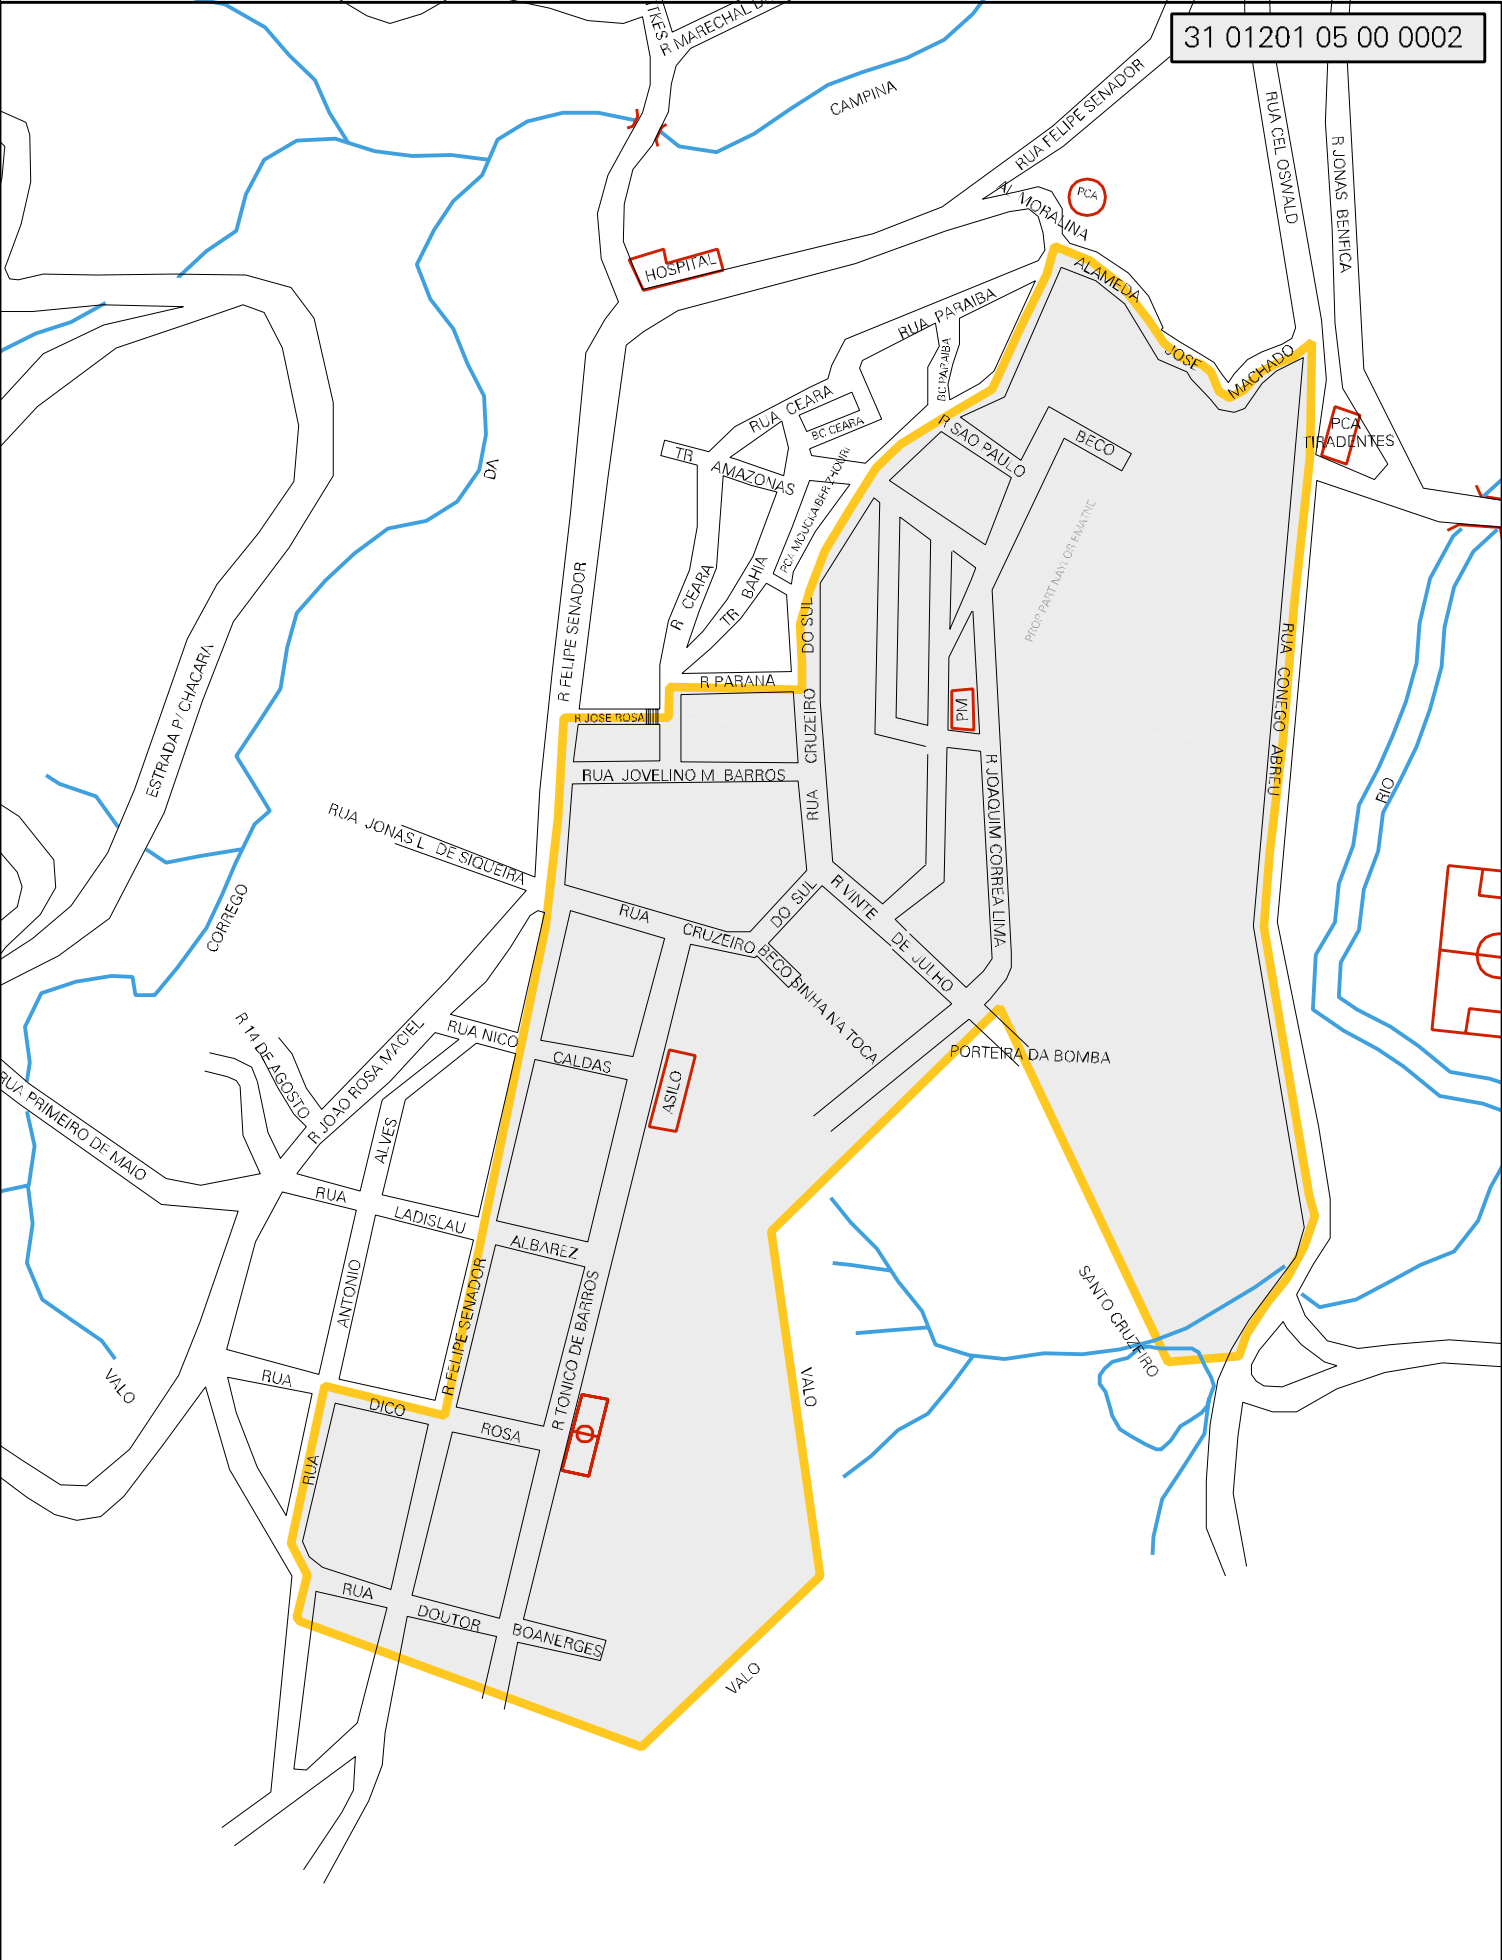 TKES
R MARECHAL D
31 01201 05 00 0002
CAMPINA
RUA FELIPE SENADOR
RUA CEL OSWALD
R JONAS BENFICA
PCA
AL MORALINA
HOSPITAL
ALAMEDA
JOSE
MACHADO
RUA PARAIBA
BC PARAIBA
RUA CEARA
BC CEARA
TR
AMAZONAS
R SAO PAULO
BECO
PCA
TIRADENTES
VD
R CEARA
TR BAHIA
R FELIPE SENADOR
DO SUL
CRUZEIRO
RUA
ESTRADA P/ CHACARA
R PARANA
R JOSE ROSA
PM
RUA CONEGO ABREU
RUA JOVELINO M BARROS
R JOAQUIM CORREA LIMA
RIO
RUA JONAS L DE SIQUEIRA
CORREGO
RUA
CRUZEIRO
DO SUL
R VINTE
DE JULHO
BECO SINHA NA TOCA
R 14 DE AGOSTO
R JOAO ROSA MACIEL
RUA NICO
CALDAS
ASILO
PORTEIRA DA BOMBA
RUA PRIMEIRO DE MAIO
ALVES
ANTONIO
RUA
LADISLAU
ALBAREZ
R FELIPE SENADOR
R TONICO DE BARROS
SANTO CRUZEIRO
VALO
VALO
RUA
DICO
ROSA
RUA
RUA
DOUTOR
BOANERGES
VALO